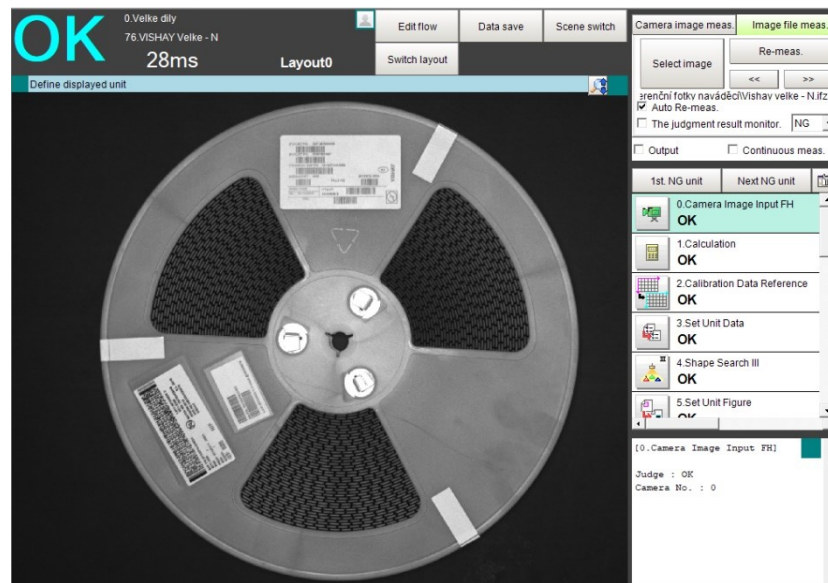 OK
0.Velke dily
76.VISHAY Velke - N
28ms
Layout0
Edit flow
Data save
Scene switch
Switch layout
Define displayed unit
Camera image meas.
Image file meas.
Select image
Re-meas.
<<
>>
erenční fotky naváděcí\Vishay velke - N.ifz
Auto Re-meas.
The judgment result monitor.
NG
Output
Continuous meas.
1st. NG unit
Next NG unit
0.Camera Image Input FH
OK
1.Calculation
OK
2.Calibration Data Reference
OK
3.Set Unit Data
OK
4.Shape Search III
OK
5.Set Unit Figure
OK
[0.Camera Image Input FH]
Judge : OK
Camera No. : 0